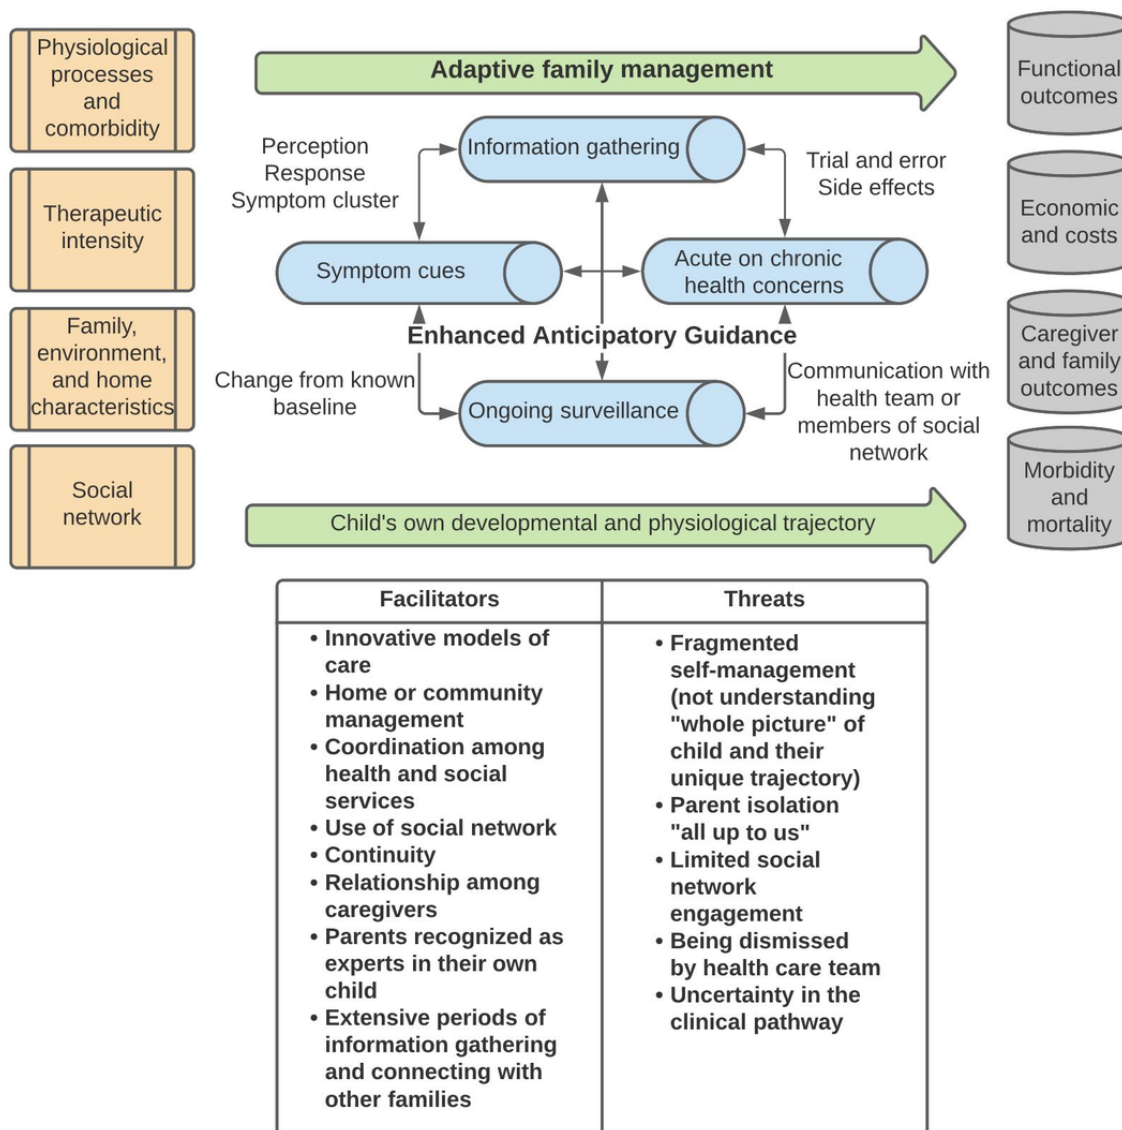 Physiological
processes
and
comorbidity
Therapeutic
intensity
Family,
environment,
and home
characteristics
Social
network
Adaptive family management
Information gathering
Perception
Response
Symptom cluster
Trial and error
Side effects
Symptom cues
Acute on chronic
health concerns
Enhanced Anticipatory Guidance
Change from known
baseline
Ongoing surveillance
Communication with
health team or
members of social
network
Child's own developmental and physiological trajectory
Functional
outcomes
Economic
and costs
Caregiver
and family
outcomes
Morbidity
and
mortality
Facilitators
• Innovative models of
care
• Home or community
management
• Coordination among
health and social
services
• Use of social network
• Continuity
• Relationship among
caregivers
• Parents recognized as
experts in their own
child
• Extensive periods of
information gathering
and connecting with
other families
Threats
• Fragmented
self-management
(not understanding
"whole picture" of
child and their
unique trajectory)
• Parent isolation
"all up to us"
• Limited social
network
engagement
• Being dismissed
by health care team
• Uncertainty in the
clinical pathway